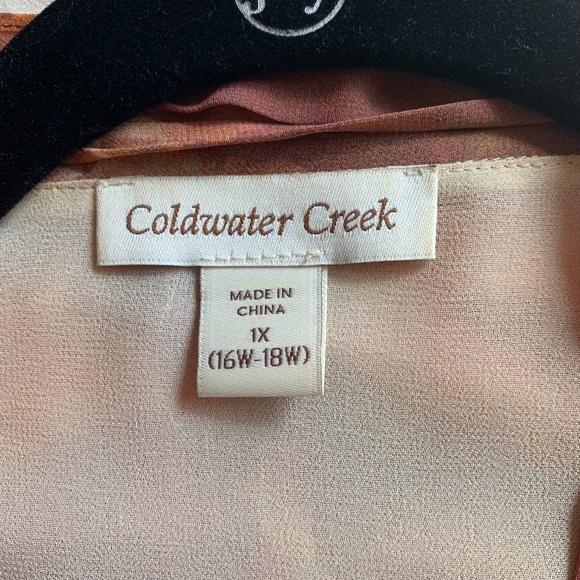 Coldwater Creek
MADE IN
CHINA
1X
(16W-18W)